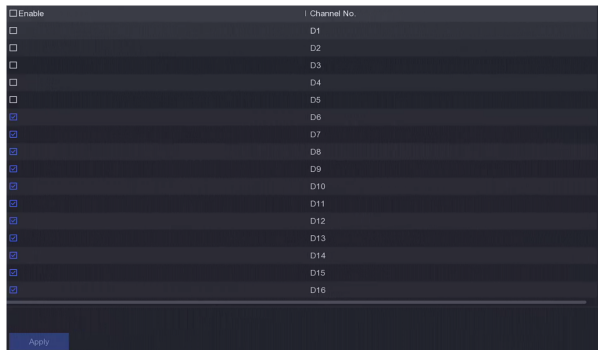 Enable | Channel No.
D1
D2
D3
D4
D5
D6
D7
D8
D9
D10
D11
D12
D13
D14
D15
D16
Apply